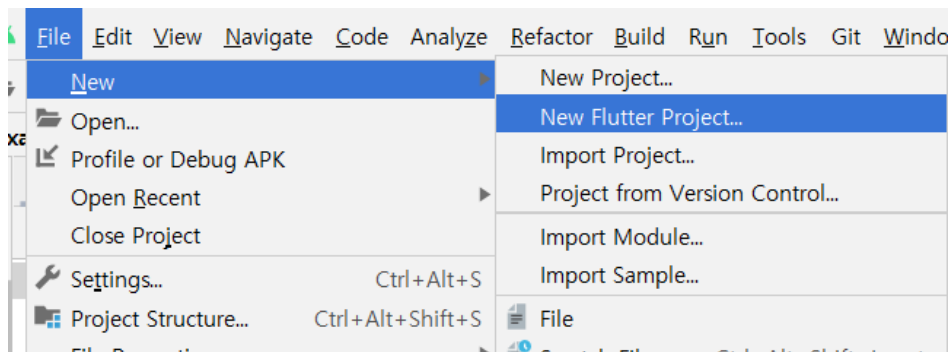 File Edit View Navigate Code Analyze Refactor Build Run Tools Git Windo
New
Open...
Profile or Debug APK
Open Recent
Close Project
Settings... Ctrl+Alt+S
Project Structure... Ctrl+Alt+Shift+S
New Project...
New Flutter Project...
Import Project...
Project from Version Control...
Import Module...
Import Sample...
File